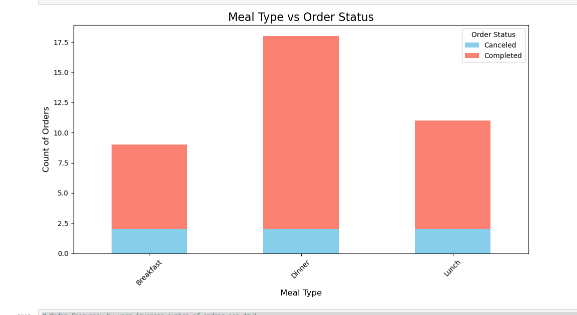 Meal Type vs Order Status
Order Status
Canceled
Completed
Count of Orders
17.5
15.0
12.5
10.0
7.5
5.0
2.5
0.0
Breakfast
Dinner
Lunch
Meal Type